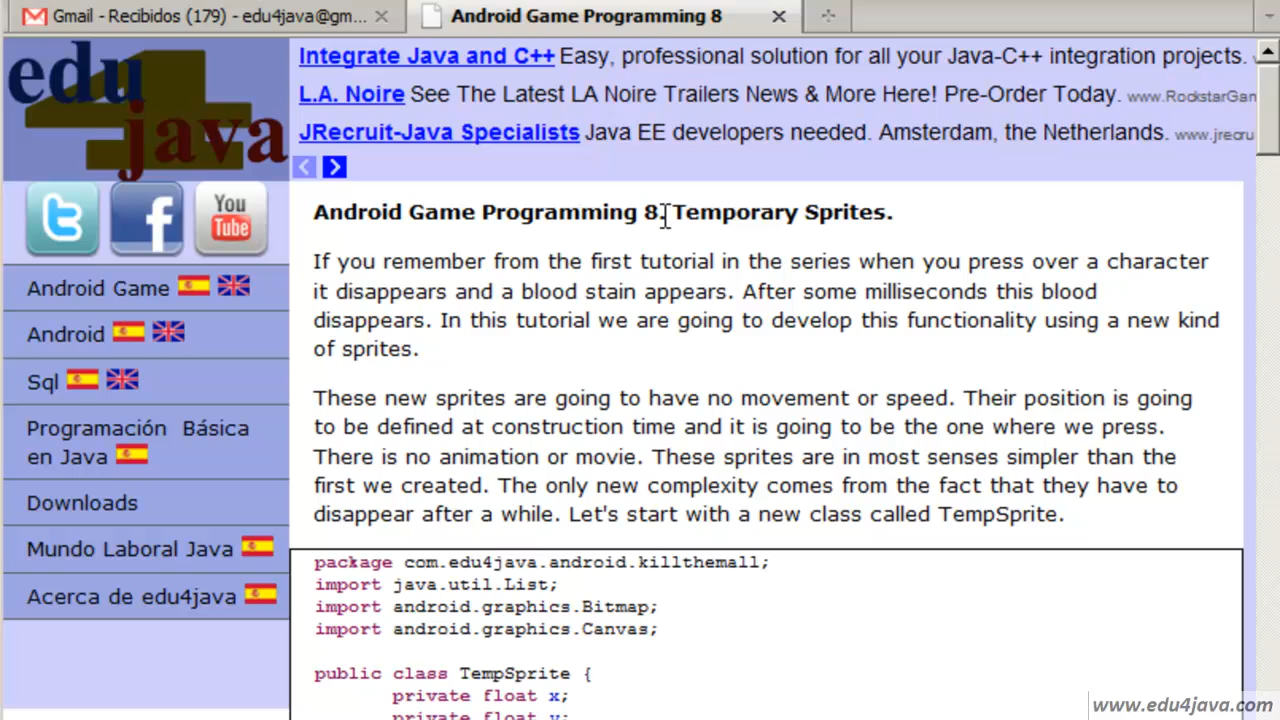 Gmail - Recibidos (179) - edu4java@gm...
Android Game Programming 8
edu
4
java
Integrate Java and C++ Easy, professional solution for all your Java-C++ integration projects.
L.A. Noire See The Latest LA Noire Trailers News & More Here! Pre-Order Today. www.RockstarGan
JRecruit-Java Specialists Java EE developers needed. Amsterdam, the Netherlands. www.jrecru
You
Tube
Android Game
Android
Sql
Programación Básica
en Java
Downloads
Mundo Laboral Java
Acerca de edu4java
Android Game Programming 8. Temporary Sprites.
If you remember from the first tutorial in the series when you press over a character
it disappears and a blood stain appears. After some milliseconds this blood
disappears. In this tutorial we are going to develop this functionality using a new kind
of sprites.
These new sprites are going to have no movement or speed. Their position is going
to be defined at construction time and it is going to be the one where we press.
There is no animation or movie. These sprites are in most senses simpler than the
first we created. The only new complexity comes from the fact that they have to
disappear after a while. Let's start with a new class called TempSprite.
package com.edu4java.android.killthemall;
import java.util.List;
import android.graphics.Bitmap;
import android.graphics.Canvas;
public class TempSprite {
private float x;
private float y;
www.edu4java.com